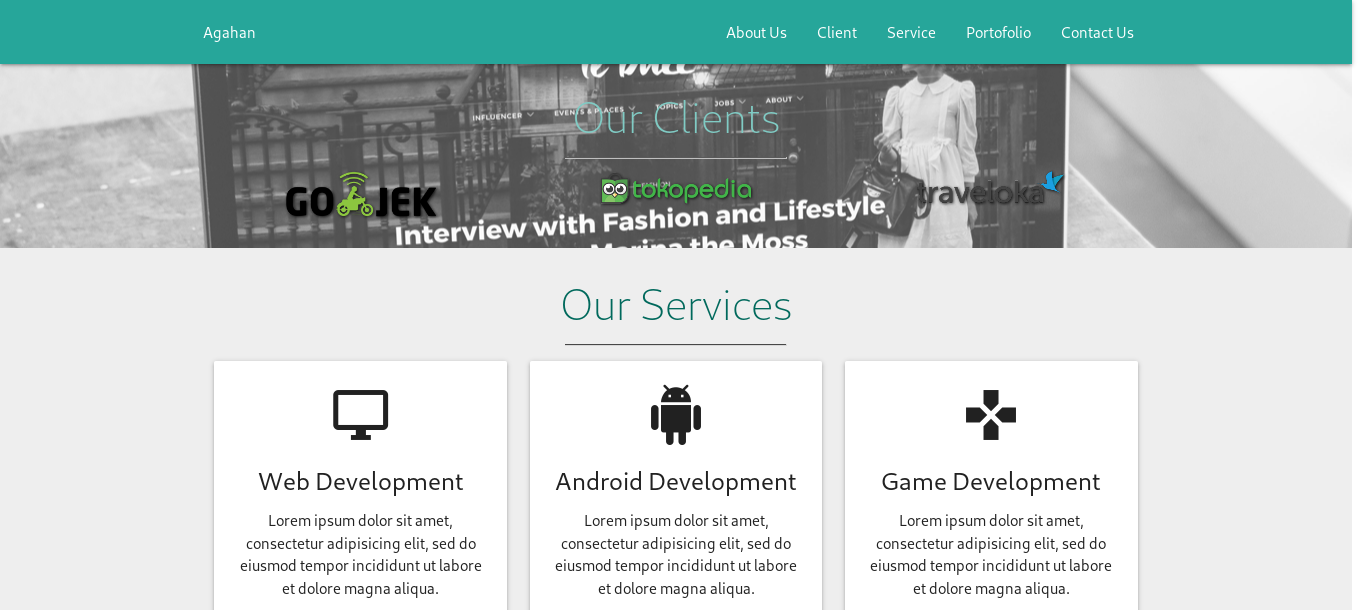 Agahan
About Us
Client
Service
Portofolio
Contact Us
INFLUENCER
EVENTS & PLACES
TOPICS
JOBS
ABOUT
Our Clients
GO JEK
tokopedia
traveloka
Interview with Fashion and Lifestyle
Marina the Moss
Our Services
Web Development
Lorem ipsum dolor sit amet,
consectetur adipisicing elit, sed do
eiusmod tempor incididunt ut labore
et dolore magna aliqua.
Android Development
Lorem ipsum dolor sit amet,
consectetur adipisicing elit, sed do
eiusmod tempor incididunt ut labore
et dolore magna aliqua.
Game Development
Lorem ipsum dolor sit amet,
consectetur adipisicing elit, sed do
eiusmod tempor incididunt ut labore
et dolore magna aliqua.